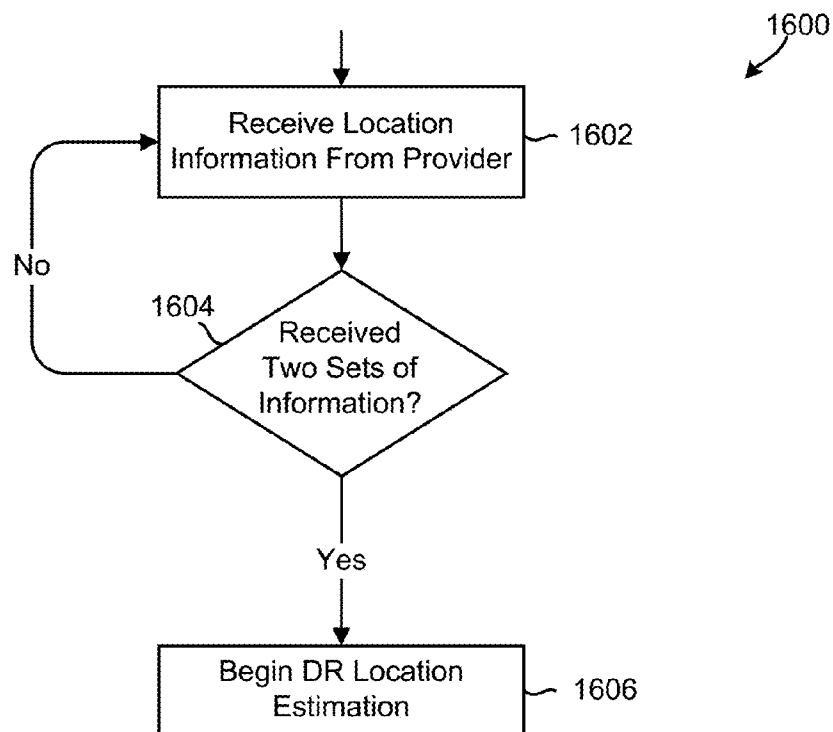 1600
Receive Location
Information From Provider
1602
No
1604
Received
Two Sets of
Information?
Yes
Begin DR Location
Estimation
1606